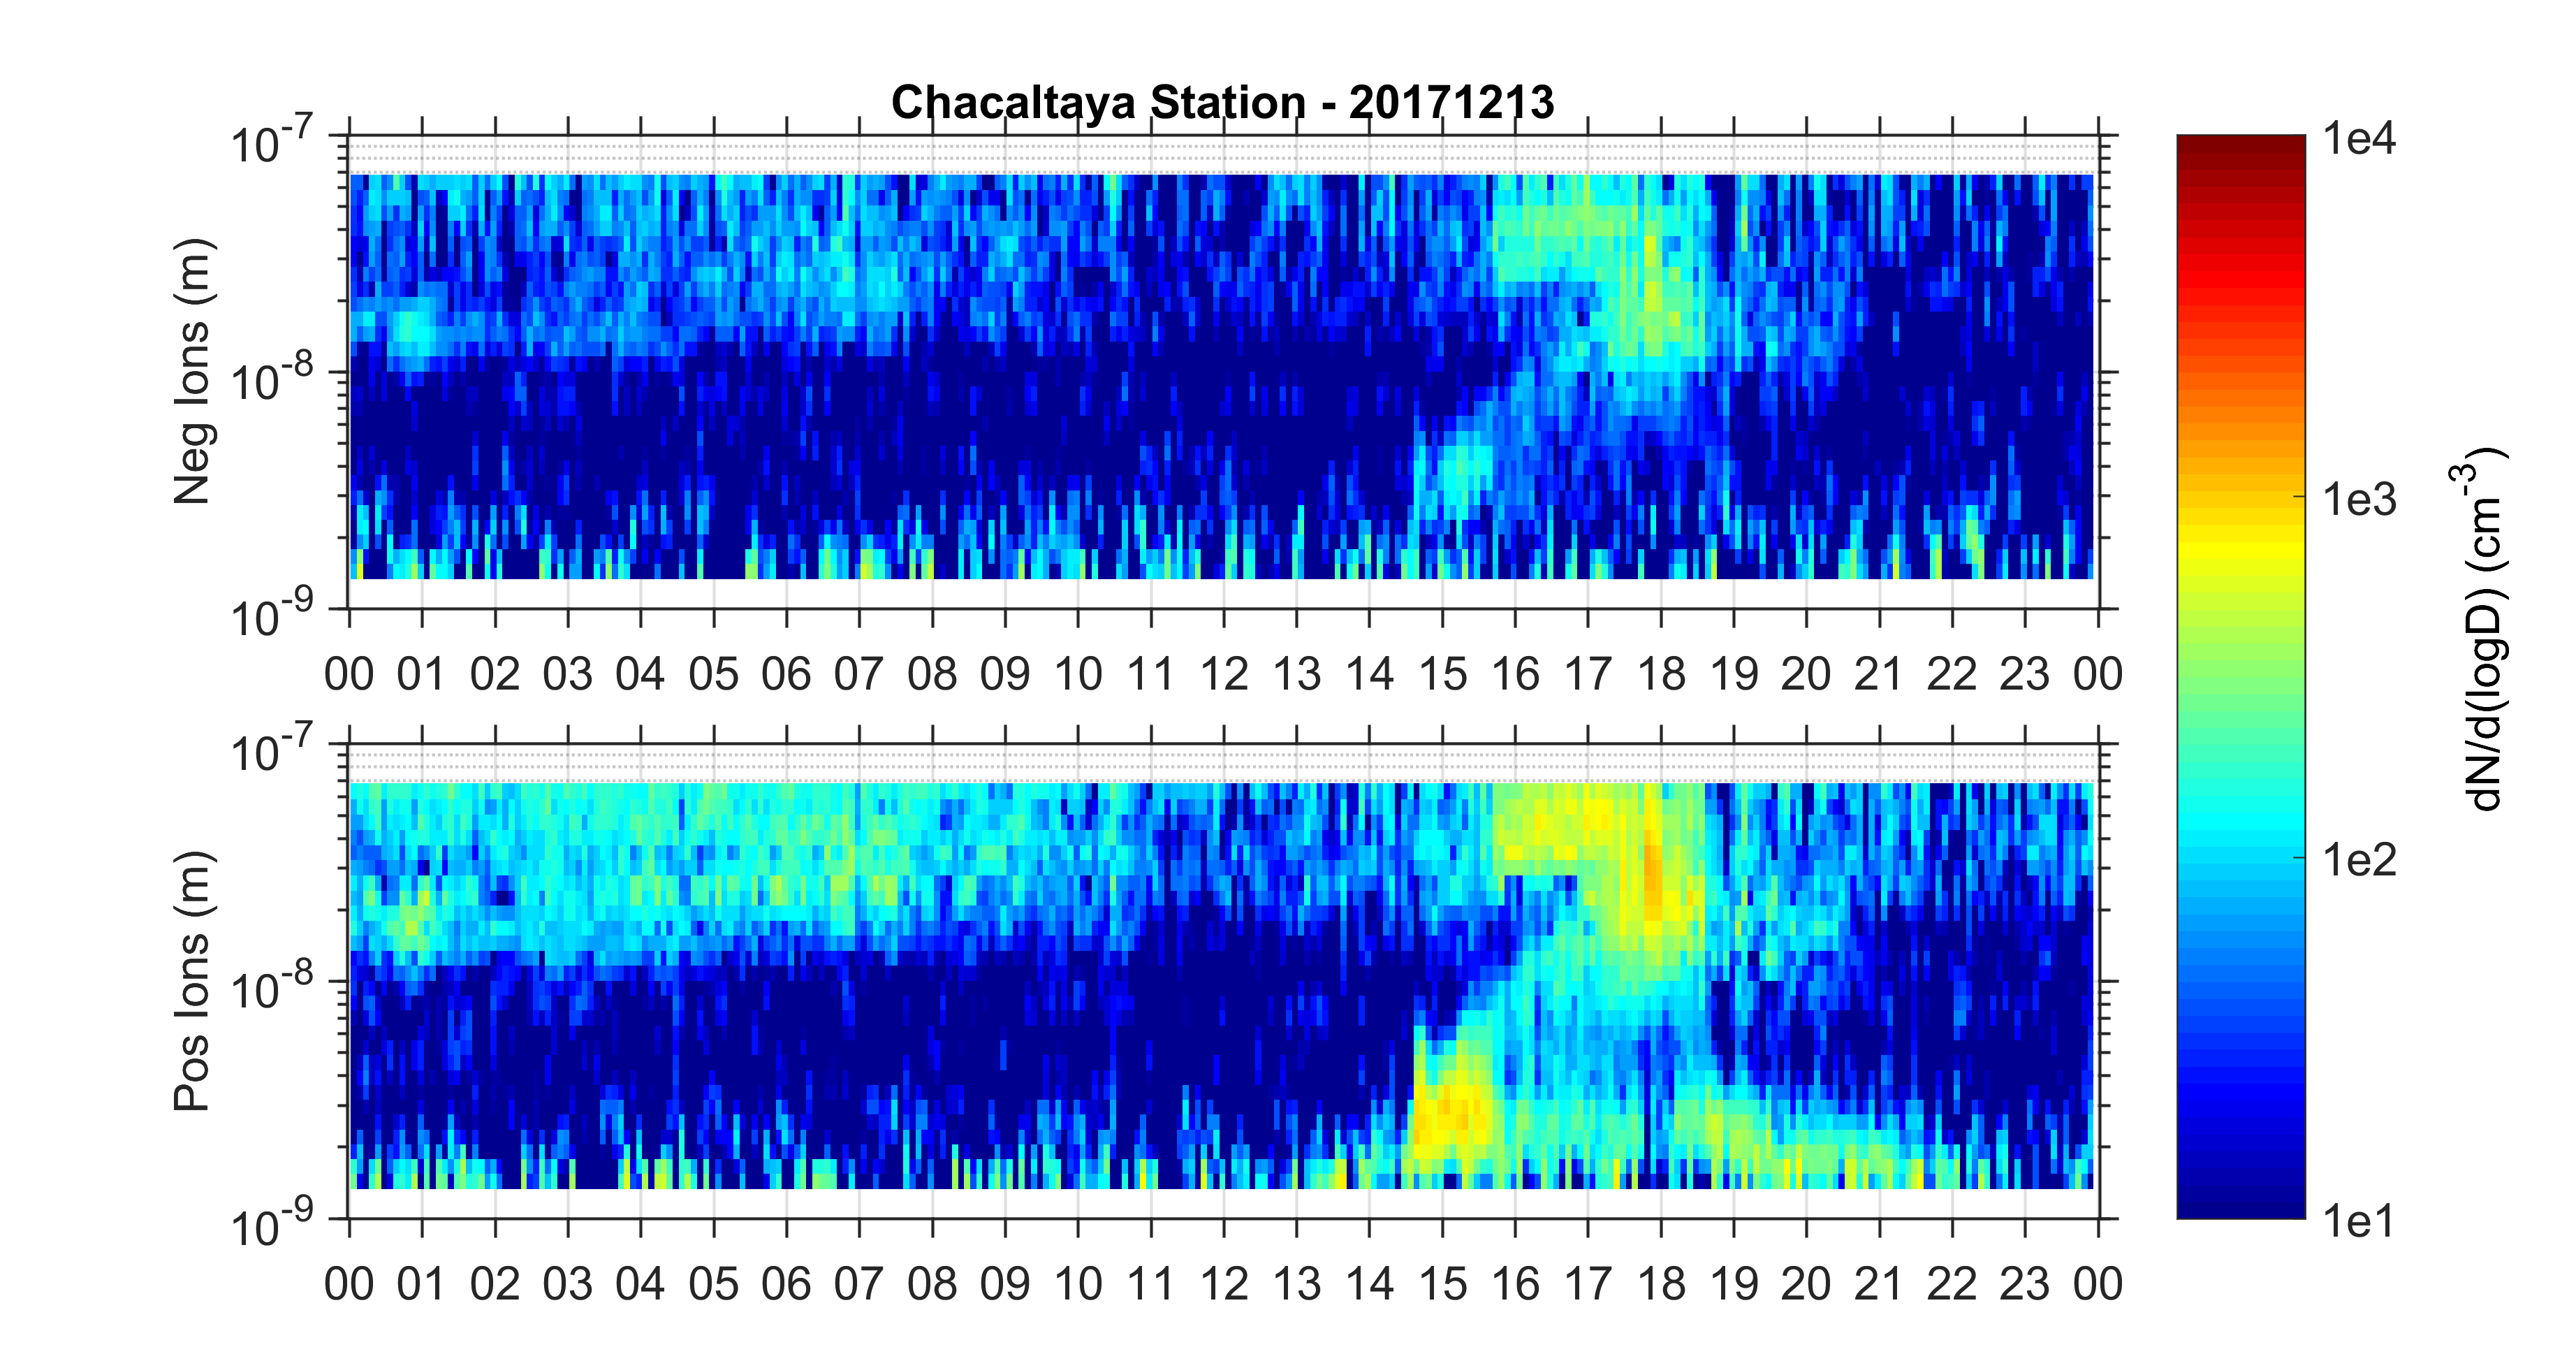 Chacaltaya Station - 20171213
10-7
10-8
10-9
Neg Ions (m)
00 01 02 03 04 05 06 07 08 09 10 11 12 13 14 15 16 17 18 19 20 21 22 23 00
10-7
10-8
10-9
Pos Ions (m)
00 01 02 03 04 05 06 07 08 09 10 11 12 13 14 15 16 17 18 19 20 21 22 23 00
1e4
1e3
1e2
1e1
dN/d(logD) (cm-3)